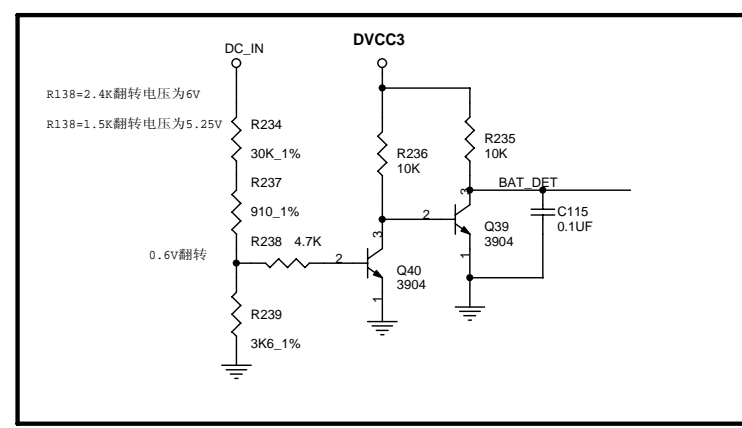 DVCC3
DC_IN
R138=2.4K翻转电压为6V
R138=1.5K翻转电压为5.25V
R234
30K_1%
R236
10K
R235
10K
R237
910_1%
BAT_DET
3
2
Q39
3904
1
C115
0.1UF
0.6V翻转
R238 4.7K
2
3
Q40
3904
1
R239
3K6_1%